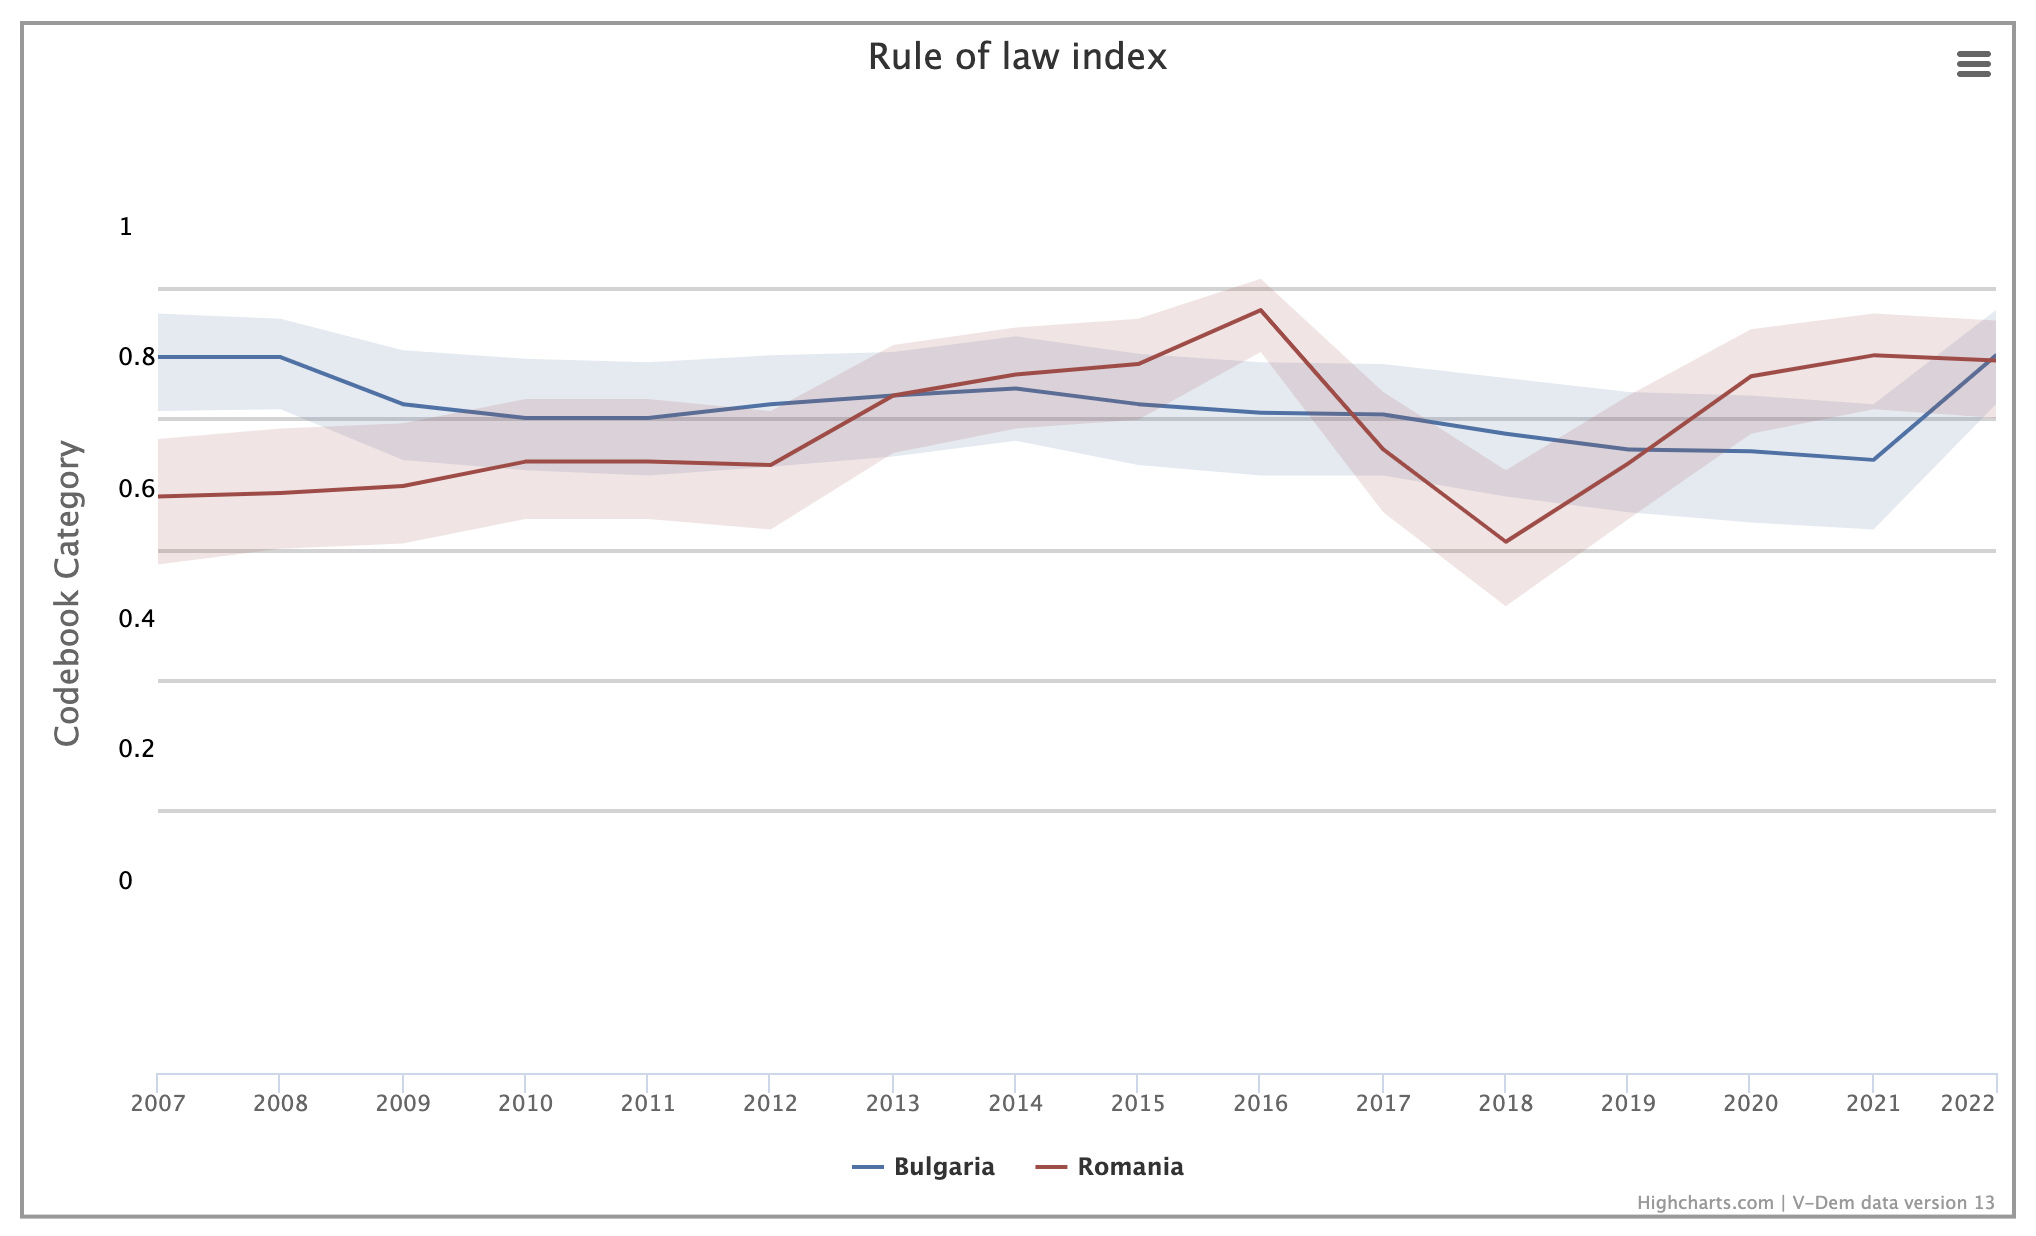 Rule of law index
Codebook Category
1
0.8
0.6
0.4
0.2
0
2007 2008 2009 2010 2011 2012 2013 2014 2015 2016 2017 2018 2019 2020 2021 2022
Bulgaria Romania
Highcharts.com | V-Dem data version 13